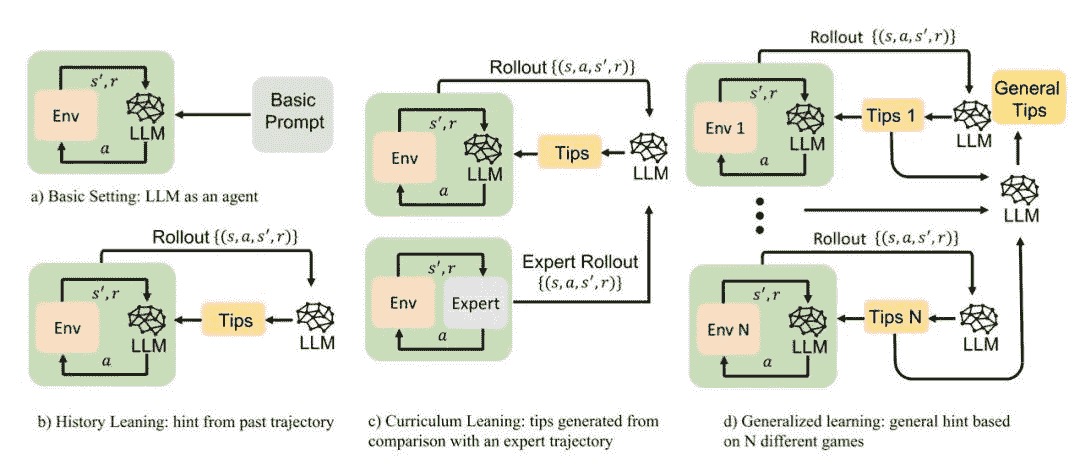 s', r
Env
LLM
a
Basic
Prompt
a) Basic Setting: LLM as an agent
Rollout {(s, a, s', r)}
s', r
Env
LLM
a
Tips
LLM
b) History Leaning: hint from past trajectory
Rollout {(s, a, s', r)}
s', r
Env
LLM
a
Tips
LLM
s', r
Env
Expert
a
Expert Rollout
{(s, a, s', r)}
c) Curriculum Leaning: tips generated from
comparison with an expert trajectory
Rollout {(s, a, s', r)}
s', r
Env 1
LLM
a
Tips 1
LLM
General
Tips
LLM
Rollout {(s, a, s', r)}
s', r
Env N
LLM
a
Tips N
LLM
d) Generalized learning: general hint based
on N different games